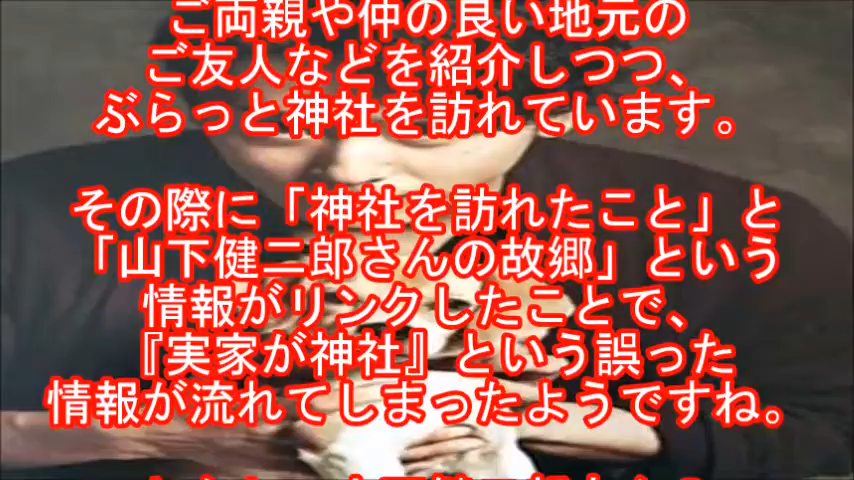 ご両親や仲の良い地元の
ご友人などを紹介しつつ、
ぶらっと神社を訪れています。
その際に「神社を訪れたこと」と
「山下健二郎さんの故郷」という
情報がリンクしたことで、
『実家が神社』という誤った
情報が流れてしまったようですね。